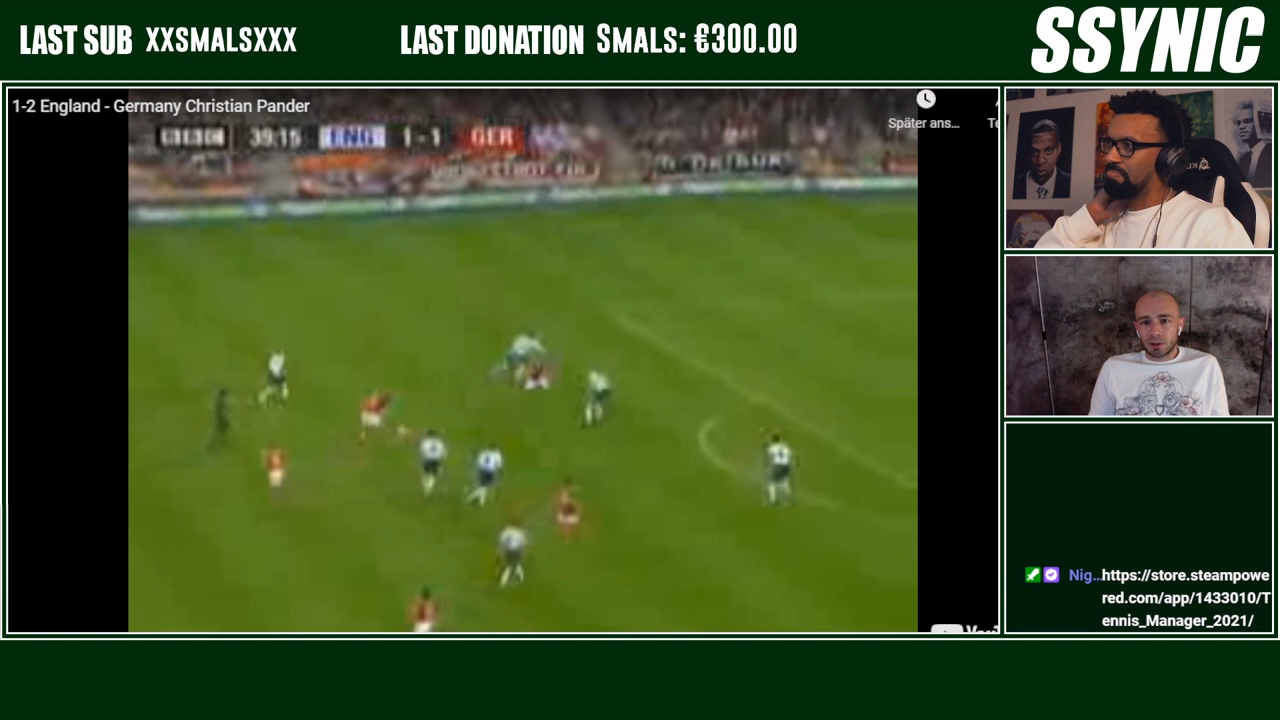 LAST SUB XXSMALSXXX
LAST DONATION SMALS: €300.00
SSYNIC
1-2 England - Germany Christian Pander
Später ans...
BBC 39:15 ENG 1-1 GER
Nig...https://store.steampowe
red.com/app/1433010/T
ennis_Manager_2021/